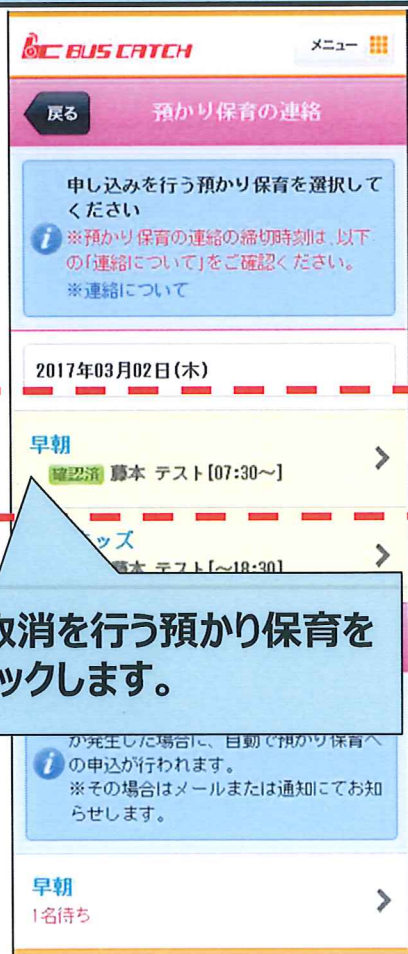 BUS CATCH
メニュー
戻る
預かり保育の連絡
申し込みを行う預かり保育を選択して
ください
※預かり保育の連絡の締切時刻は、以下
の「連絡について」をご確認ください。
※連絡について
2017年03月02日(木)
早朝
確認済 藤本 テスト[07:30~]
ッズ
藤本 テスト[~18:30]
取消を行う預かり保育を
ックします。
が発生した場合に、自動で預かり保育へ
の申込が行われます。
※その場合はメールまたは通知にてお知
らせします。
早朝
1名待ち